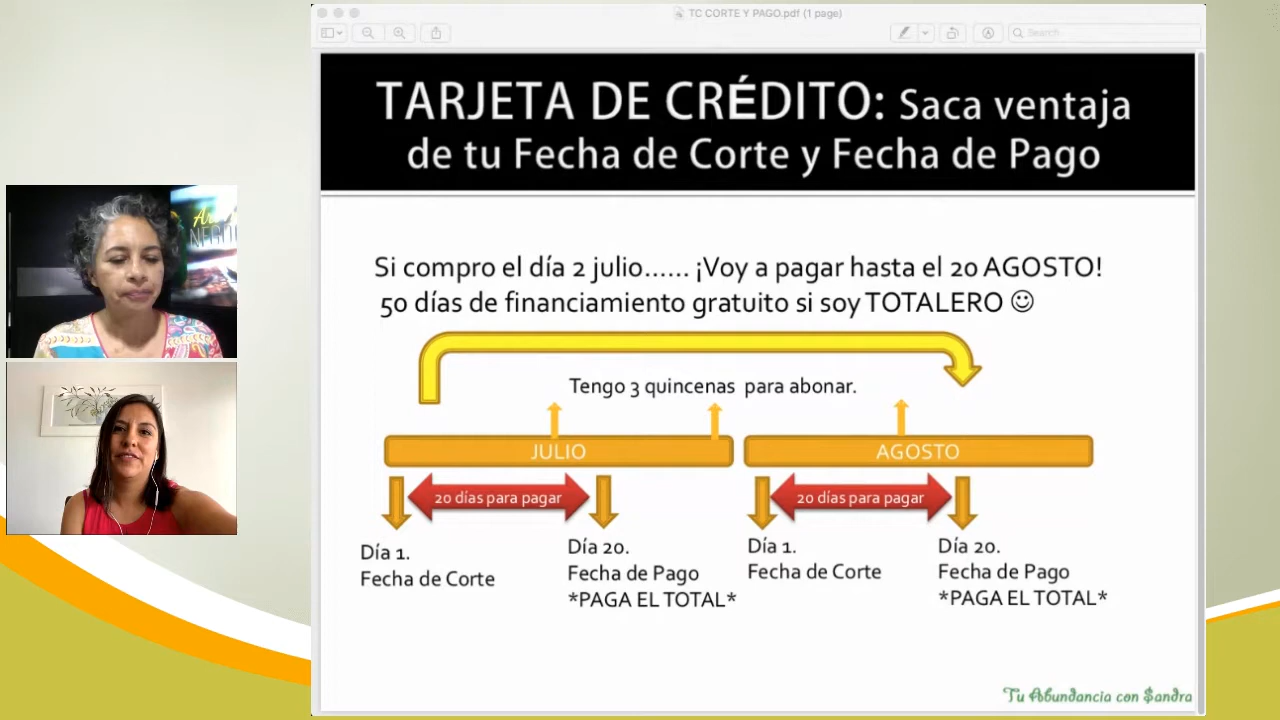 TC CORTE Y PAGO.pdf (1 page)
Search
TARJETA DE CRÉDITO: Saca ventaja
de tu Fecha de Corte y Fecha de Pago
Si compro el día 2 julio...... ¡Voy a pagar hasta el 20 AGOSTO!
50 días de financiamiento gratuito si soy TOTALERO ☺
Tengo 3 quincenas para abonar.
JULIO
AGOSTO
20 días para pagar
20 días para pagar
Día 1.
Fecha de Corte
Día 20.
Fecha de Pago
*PAGA EL TOTAL*
Día 1.
Fecha de Corte
Día 20.
Fecha de Pago
*PAGA EL TOTAL*
Tu Abundancia con $andra